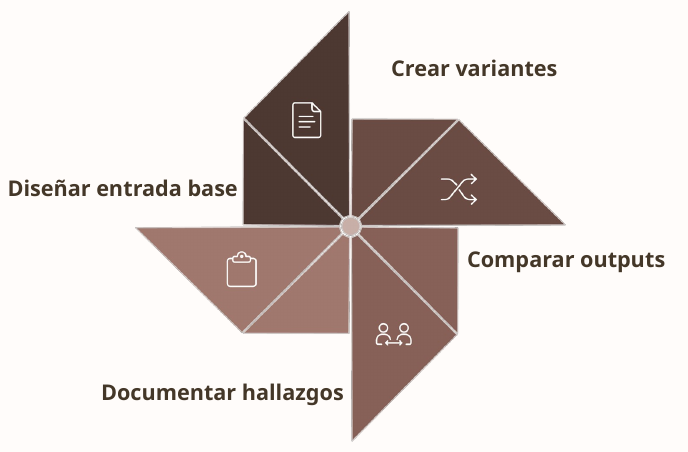 Crear variantes
Diseñar entrada base
Comparar outputs
Documentar hallazgos